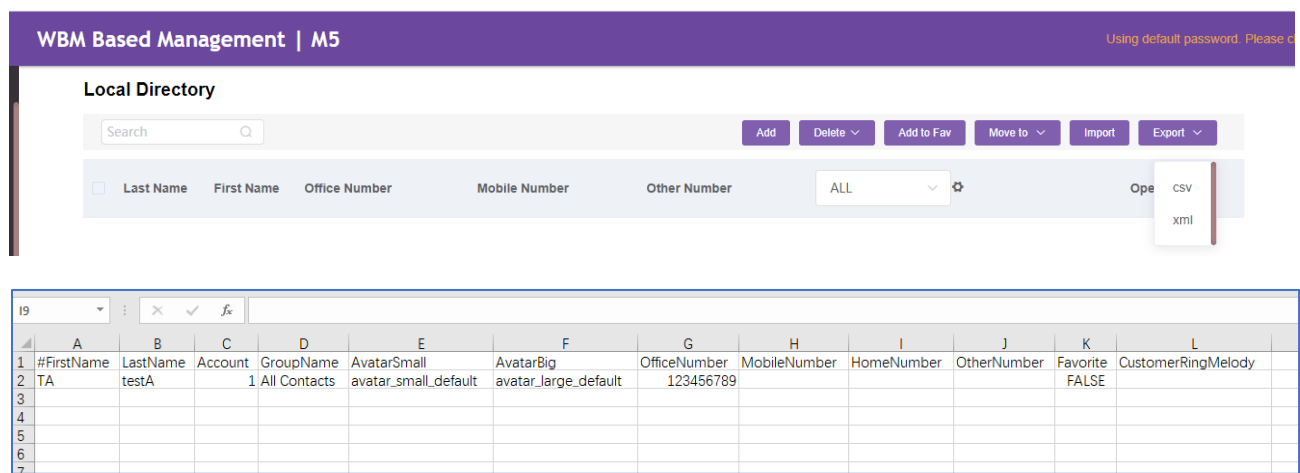 WBM Based Management | M5 Using default password. Please c
Local Directory
Search Add Delete Add to Fav Move to Import Export
Last Name First Name Office Number Mobile Number Other Number ALL Ope csv
xml
I9 fx
A B C D E F G H I J K L
1 #FirstName LastName Account GroupName AvatarSmall AvatarBig OfficeNumber MobileNumber HomeNumber OtherNumber Favorite CustomerRingMelody
2 TA testA 1 All Contacts avatar_small_default avatar_large_default 123456789 FALSE
3
4
5
6
7